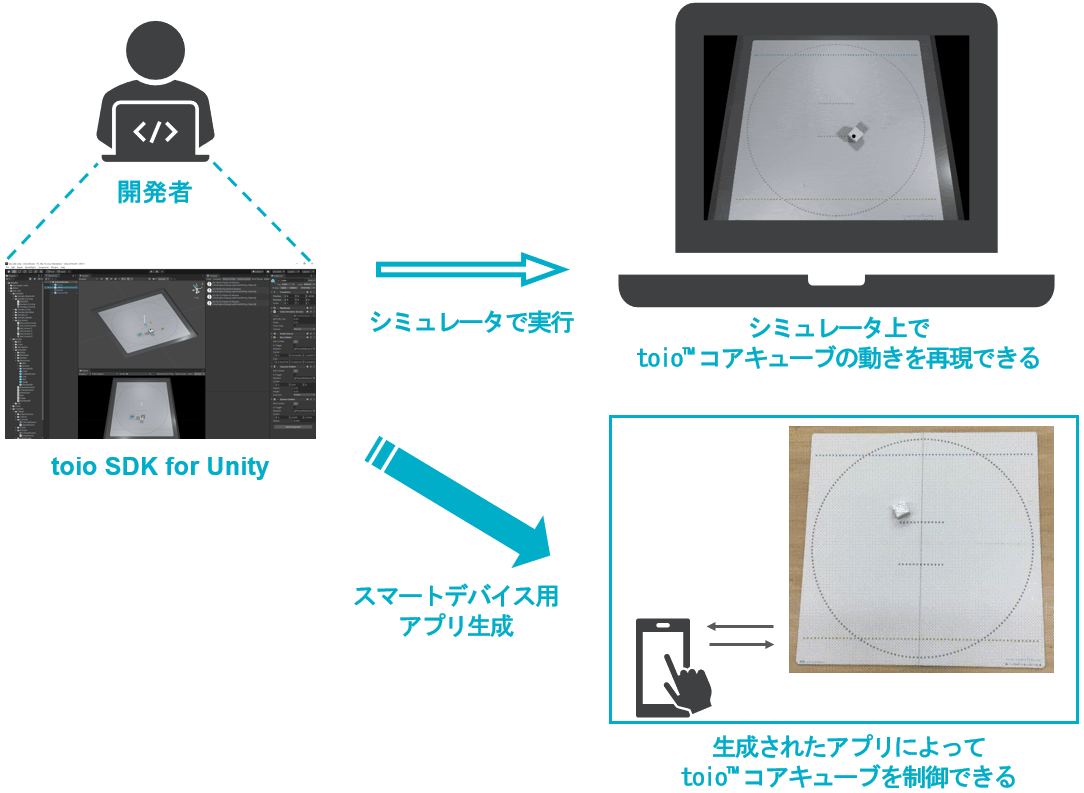 開発者
toio SDK for Unity
シミュレータで実行
シミュレータ上で
toio™コアキューブの動きを再現できる
スマートデバイス用
アプリ生成
生成されたアプリによって
toio™コアキューブを制御できる